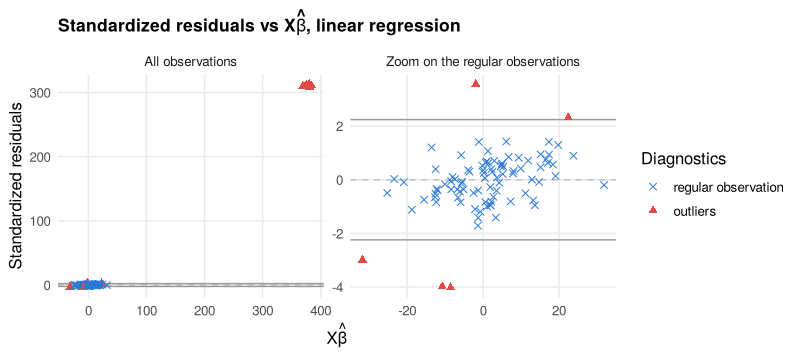 Standardized residuals vs Xβ̂, linear regression
All observations
Zoom on the regular observations
Standardized residuals
300
200
100
0
0 100 200 300 400
2
0
-2
-4
-20 0 20
Xβ̂
Diagnostics
regular observation
outliers